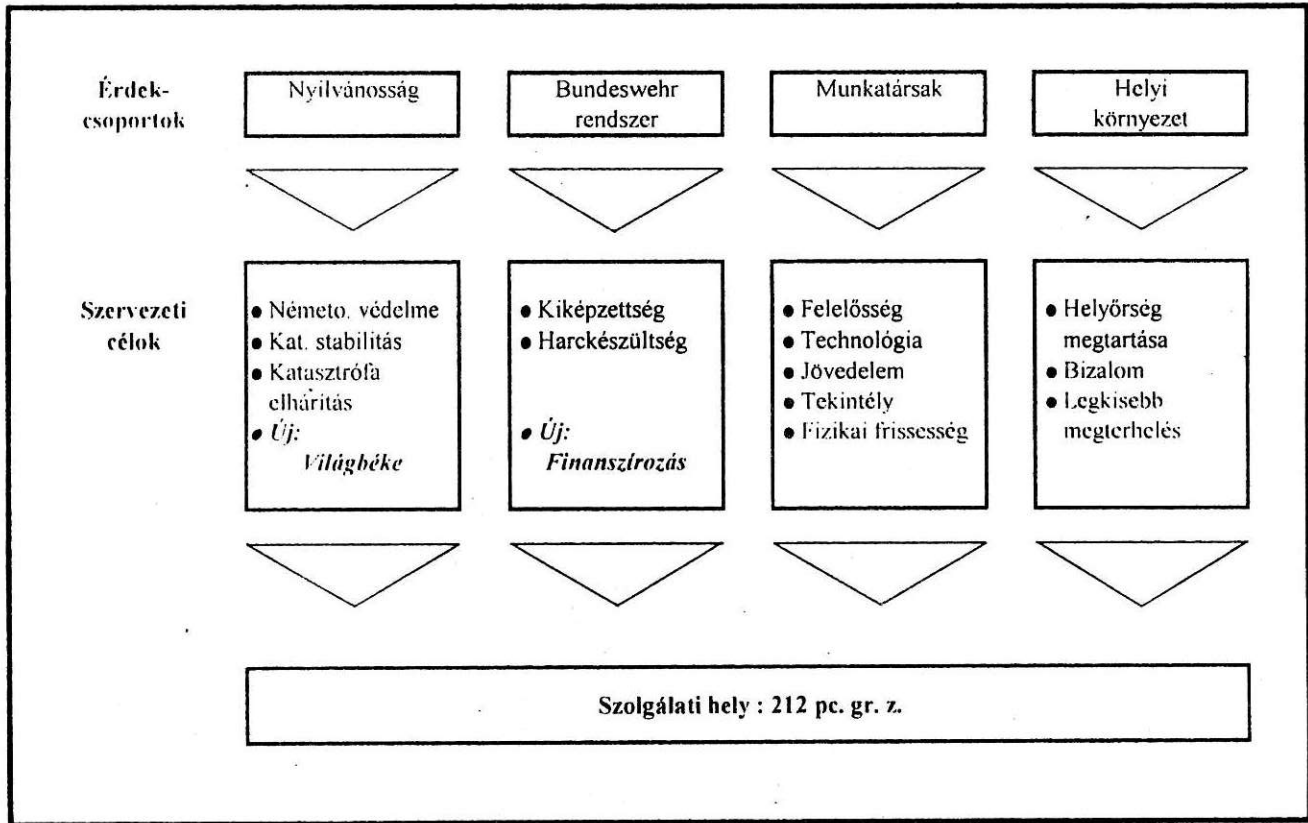 Érdek-
csoportok
Nyilvánosság
Bundeswehr
rendszer
Munkatársak
Helyi
környezet
Szervezeti
célok
● Németo. védelme
● Kat. stabilitás
● Katasztrófa
elhárítás
● Új:
Világbéke
● Kiképzettség
● Harckészültség
● Új:
Finanszírozás
● Felelősség
● Technológia
● Jövedelem
● Tekintély
● Fizikai frissesség
● Helyőrség
megtartása
● Bizalom
● Legkisebb
megterhelés
Szolgálati hely : 212 pc. gr. z.